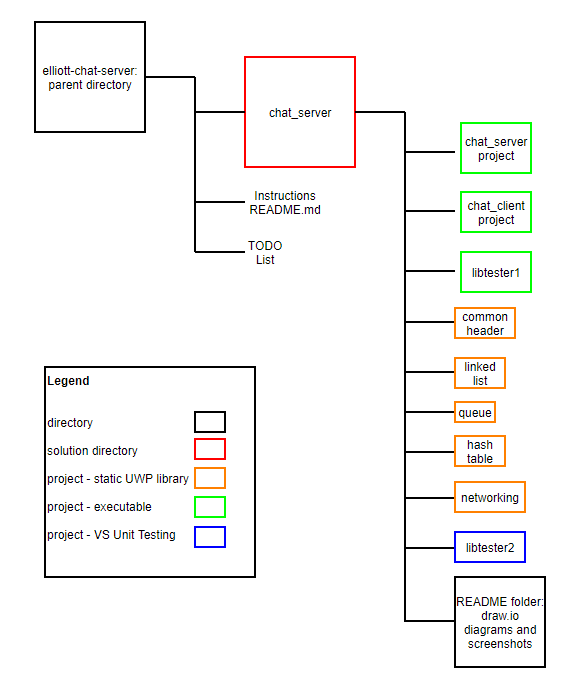 elliott-chat-server:
parent directory
chat_server
Instructions
README.md
TODO
List
chat_server
project
chat_client
project
libtester1
common
header
linked
list
queue
hash
table
networking
libtester2
README folder:
draw.io
diagrams and
screenshots
Legend
directory
solution directory
project - static UWP library
project - executable
project - VS Unit Testing